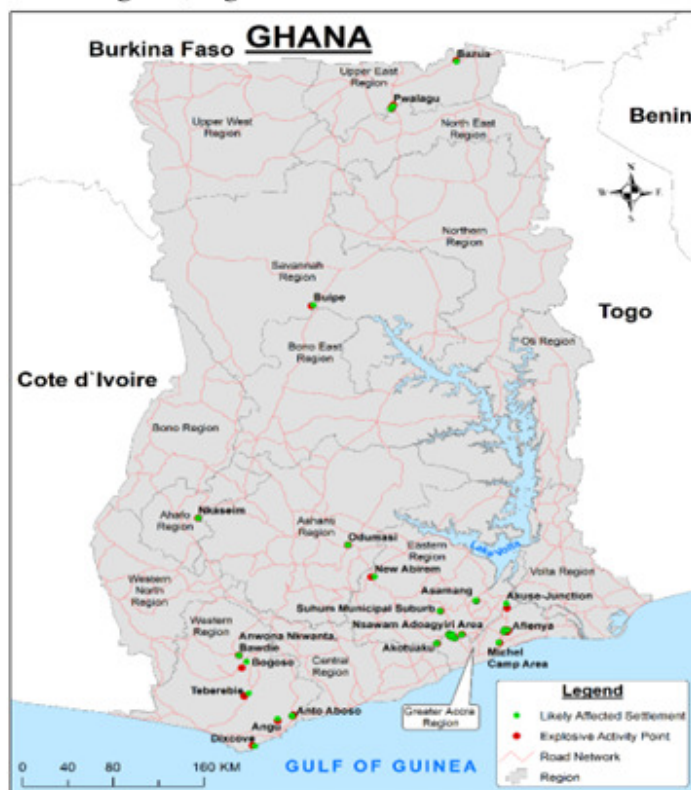 GHANA
Burkina Faso
Bazua
Upper East
Region
Pwalagu
Upper West
Region
North East
Region
Benin
Northern
Region
Savannah
Region
Buipe
Togo
Bono East
Region
Oti Region
Cote d`Ivoire
Bono Region
Nkaseim
Ahafo
Region
Ashanti
Region
Odumasi
Eastern
Region
Lake Volta
New Abirem
Volta Region
Western
North
Region
Asamang
Akuse-Junction
Suhum Municipal Suburb
Western
Region
Nsawam Adoagyiri Area
Afienya
Anwona Nkwanta,
Bawdie
Central
Region
Akotuaku
Michel
Camp Area
Bogoso
Teberebie
Greater Accra
Region
Anto Aboso
Angu
Dixcove
Legend
Likely Affected Settlement
Explosive Activity Point
Road Network
Region
0 40 80 160 KM
GULF OF GUINEA
N
W E
S